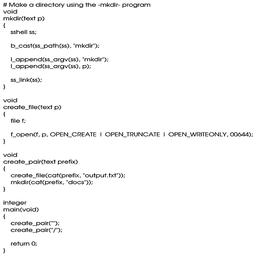 # Make a directory using the -mkdir- program
void
mkdir(text p)
{
sshell ss;
b_cast(ss_path(ss), "mkdir");
l_append(ss_argv(ss), "mkdir");
l_append(ss_argv(ss), p);
ss_link(ss);
}
void
create_file(text p)
{
file f;
f_open(f, p, OPEN_CREATE | OPEN_TRUNCATE | OPEN_WRITEONLY, 00644);
}
void
create_pair(text prefix)
{
create_file(cat(prefix, "output.txt"));
mkdir(cat(prefix, "docs"));
}
integer
main(void)
{
create_pair("");
create_pair("/");
return 0;
}